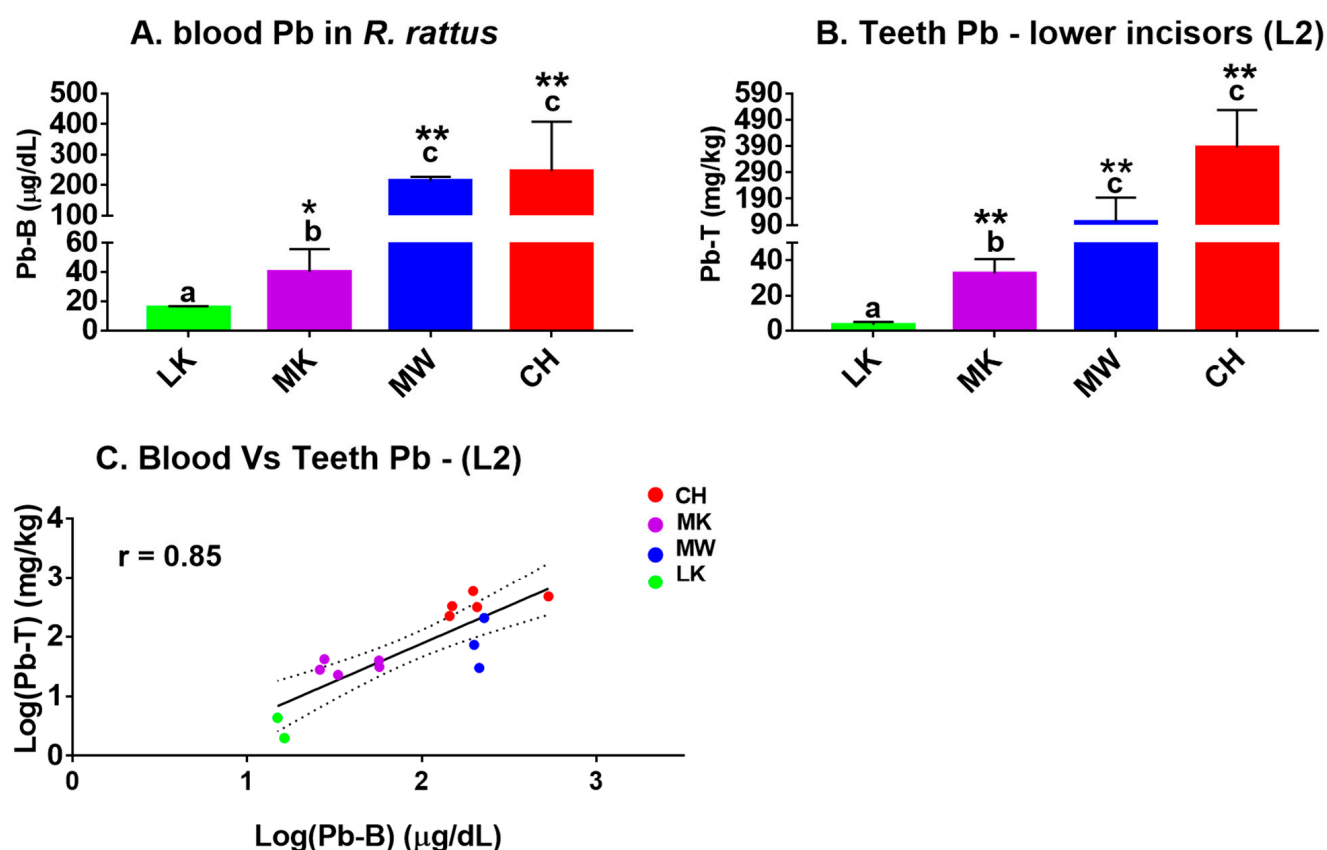 A. blood Pb in R. rattus
Pb-B (μg/dL)
500
400
300
200
100
60
40
20
0
a
*
b
**
c
**
c
LK
MK
MW
CH
B. Teeth Pb - lower incisors (L2)
Pb-T (mg/kg)
590
490
390
290
190
90
40
20
0
a
**
b
**
c
**
c
LK
MK
MW
CH
C. Blood Vs Teeth Pb - (L2)
Log(Pb-T) (mg/kg)
4
3
2
1
0
r = 0.85
CH
MK
MW
LK
0 1 2 3
Log(Pb-B) (μg/dL)